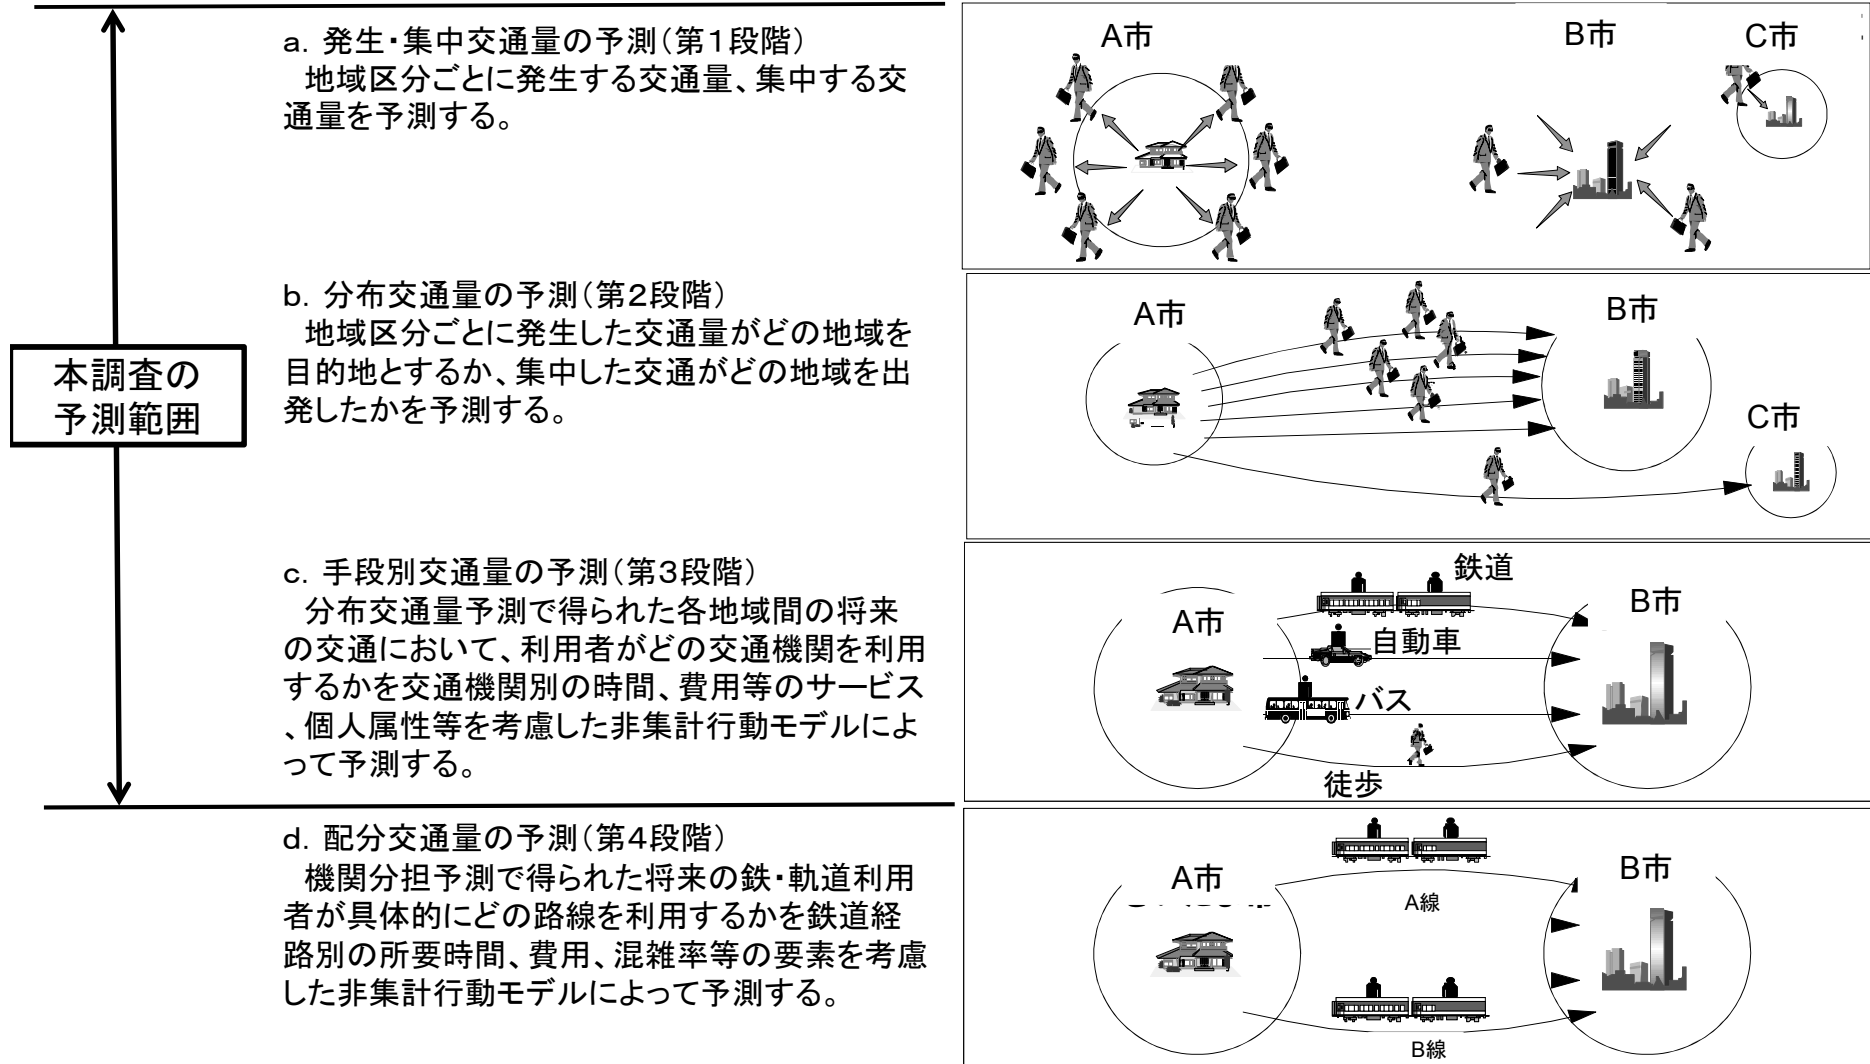 本調査の
予測範囲
a. 発生・集中交通量の予測(第1段階)
地域区分ごとに発生する交通量、集中する交
通量を予測する。
A市
B市
C市
b. 分布交通量の予測(第2段階)
地域区分ごとに発生した交通量がどの地域を
目的地とするか、集中した交通がどの地域を出
発したかを予測する。
A市
B市
C市
c. 手段別交通量の予測(第3段階)
分布交通量予測で得られた各地域間の将来
の交通において、利用者がどの交通機関を利用
するかを交通機関別の時間、費用等のサービス
、個人属性等を考慮した非集計行動モデルによ
って予測する。
鉄道
A市
B市
自動車
バス
徒歩
d. 配分交通量の予測(第4段階)
機関分担予測で得られた将来の鉄・軌道利用
者が具体的にどの路線を利用するかを鉄道経
路別の所要時間、費用、混雑率等の要素を考慮
した非集計行動モデルによって予測する。
A市
B市
A線
B線